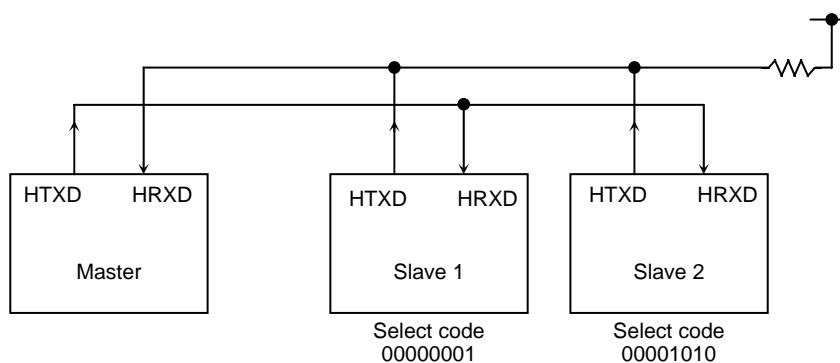 HTXD HRXD
Master
HTXD HRXD
Slave 1
Select code
00000001
HTXD HRXD
Slave 2
Select code
00001010